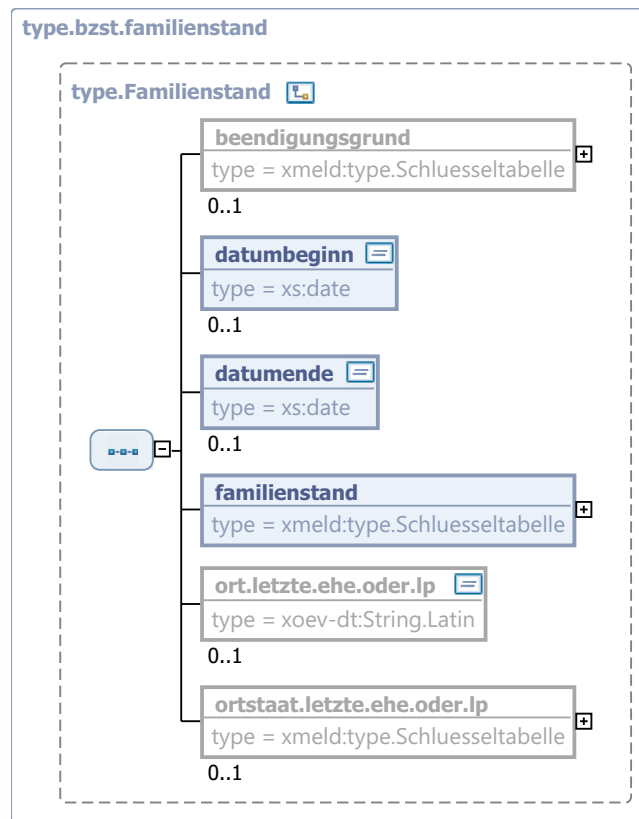 type.bzst.familienstand
type.Familienstand
beendigungsgrund
type = xmeld:type.Schluesseltabelle
0..1
datumbeginn
type = xs:date
0..1
datumende
type = xs:date
0..1
familienstand
type = xmeld:type.Schluesseltabelle
ort.letzte.ehe.oder.lp
type = xoev-dt:String.Latin
0..1
ortstaat.letzte.ehe.oder.lp
type = xmeld:type.Schluesseltabelle
0..1